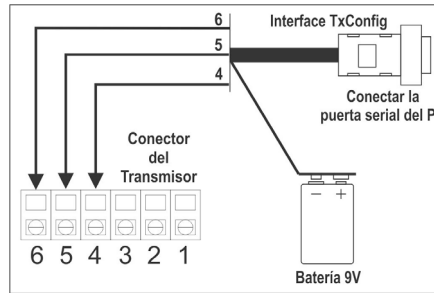 6
Interface TxConfig
5
4
Conectar la
puerta serial del P
Conector
del
Transmisor
6 5 4 3 2 1
− +
Batería 9V